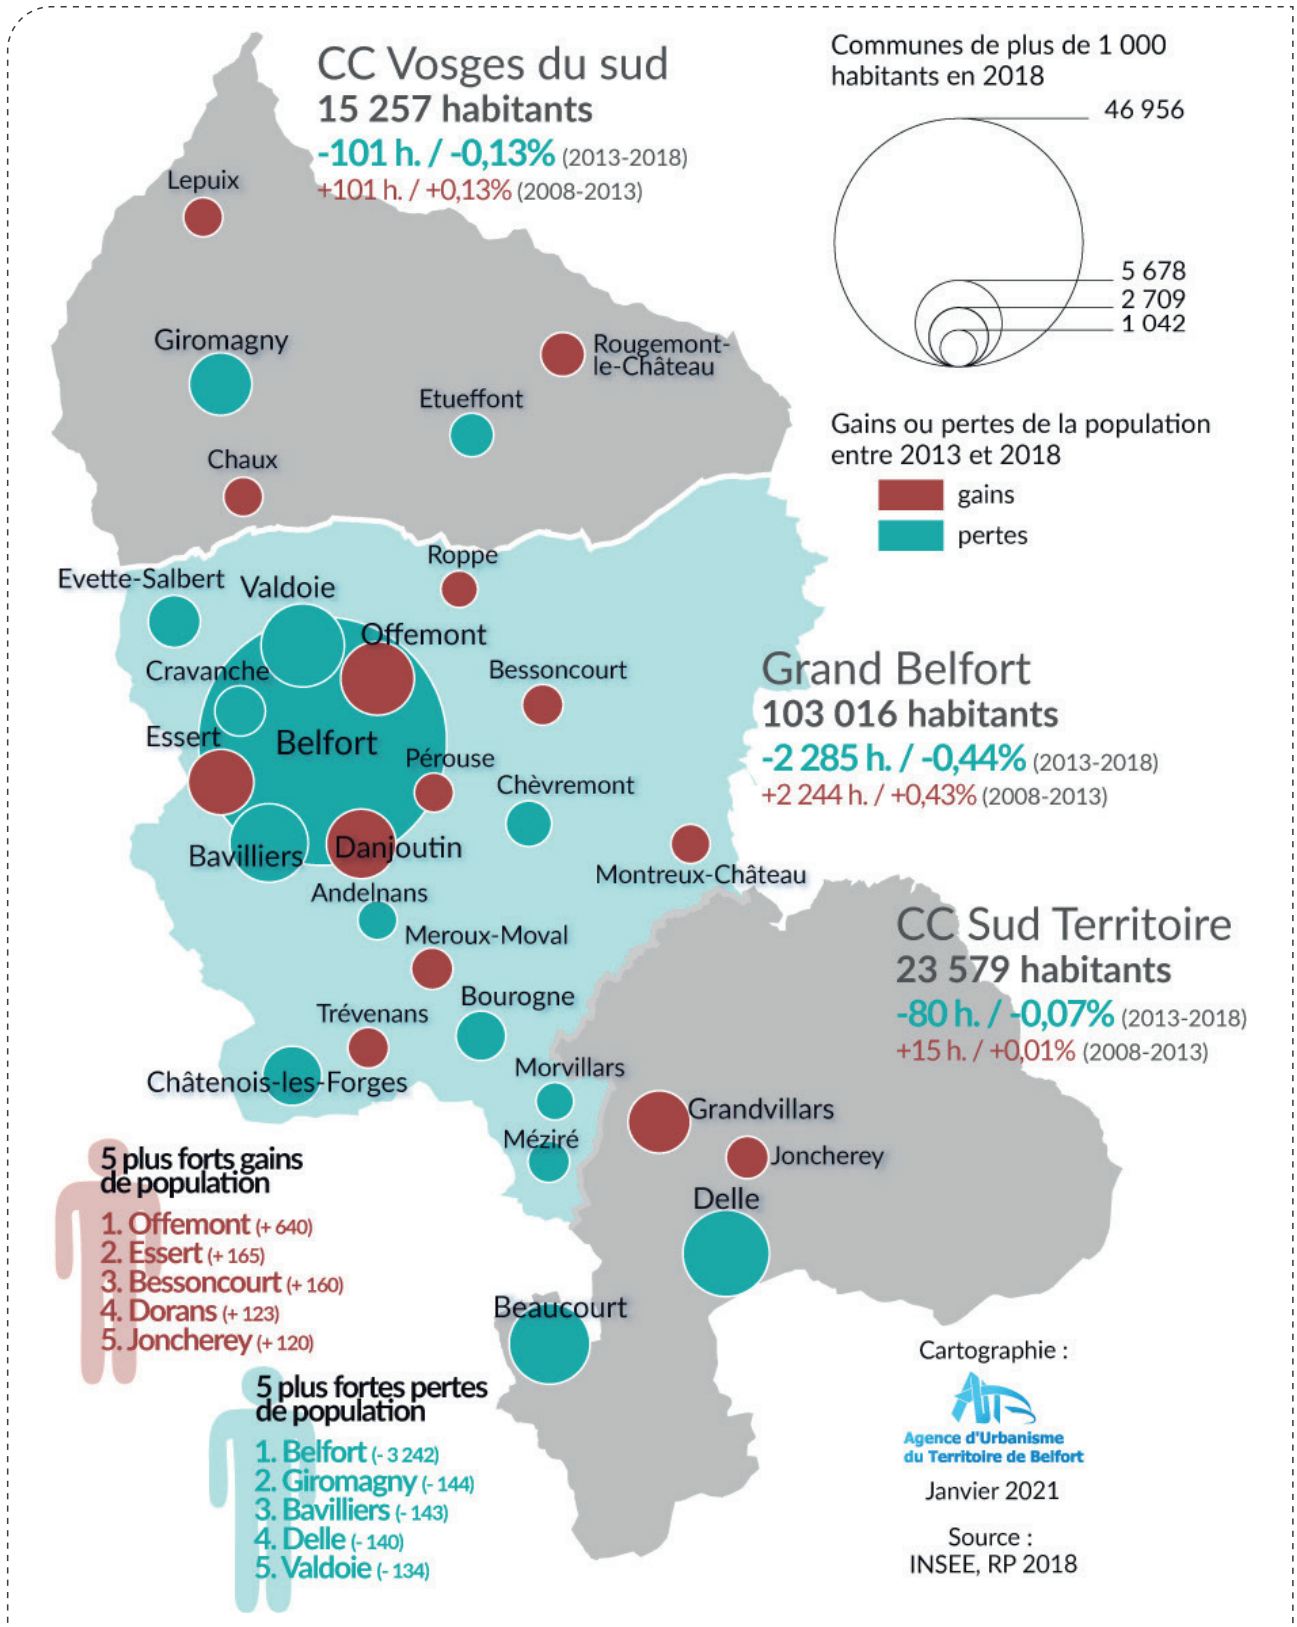 CC Vosges du sud
15 257 habitants
-101 h. / -0,13% (2013-2018)
+101 h. / +0,13% (2008-2013)
Communes de plus de 1 000
habitants en 2018
46 956
5 678
2 709
1 042
Gains ou pertes de la population
entre 2013 et 2018
gains
pertes
Lepuix
Giromagny
Rougemont-
le-Château
Etueffont
Chaux
Roppe
Evette-Salbert
Valdoie
Offemont
Cravanche
Bessoncourt
Essert
Belfort
Pérouse
Chèvremont
Bavilliers
Danjoutin
Montreux-Château
Andelnans
Meroux-Moval
Bourogne
Trévenans
Morvillars
Châtenois-les-Forges
Méziré
Grand Belfort
103 016 habitants
-2 285 h. / -0,44% (2013-2018)
+2 244 h. / +0,43% (2008-2013)
CC Sud Territoire
23 579 habitants
-80 h. / -0,07% (2013-2018)
+15 h. / +0,01% (2008-2013)
Grandvillars
Joncherey
Delle
Beaucourt
5 plus forts gains
de population
1. Offemont (+ 640)
2. Essert (+ 165)
3. Bessoncourt (+ 160)
4. Dorans (+ 123)
5. Joncherey (+ 120)
5 plus fortes pertes
de population
1. Belfort (- 3 242)
2. Giromagny (- 144)
3. Bavilliers (- 143)
4. Delle (- 140)
5. Valdoie (- 134)
Cartographie :
AUTB
Agence d'Urbanisme
du Territoire de Belfort
Janvier 2021
Source :
INSEE, RP 2018